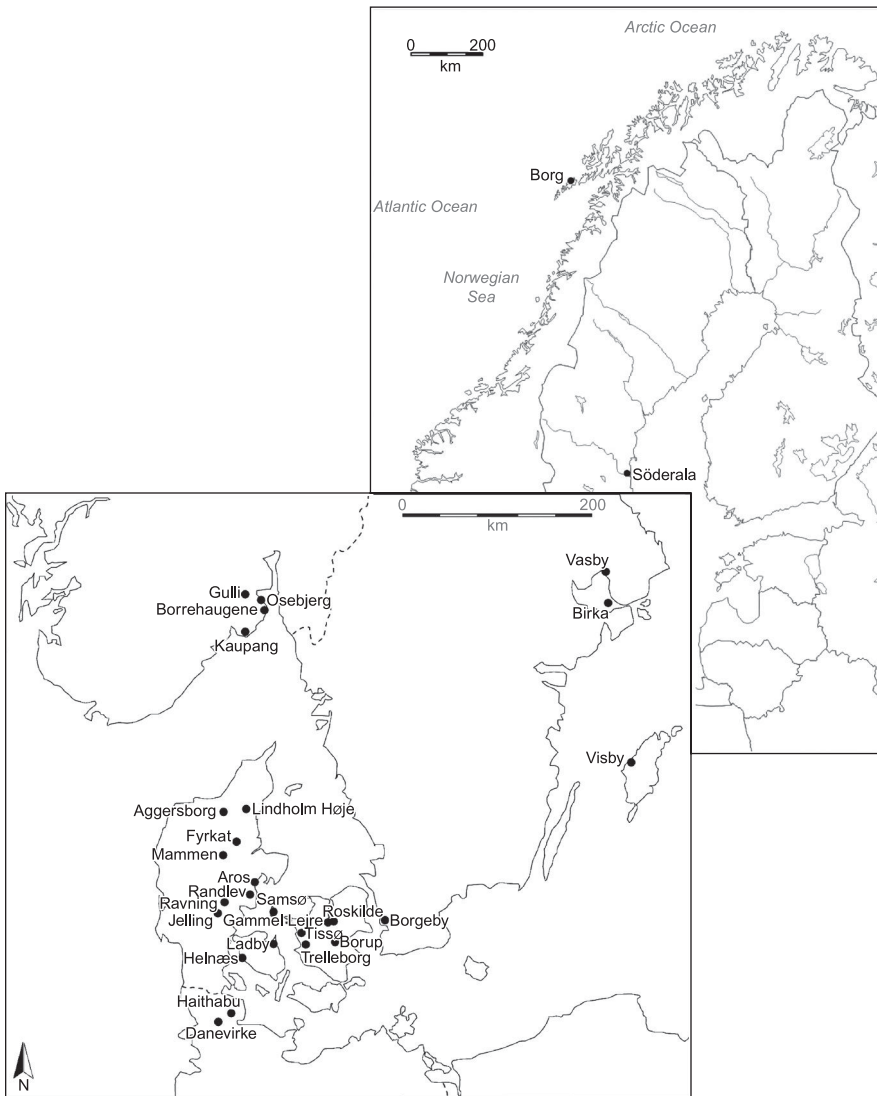 Arctic Ocean
0 200
km
Borg
Atlantic Ocean
Norwegian
Sea
Söderala
0 200
km
Vasby
Gulli
Osebjerg
Borrehaugene
Birka
Kaupang
Visby
Aggersborg
Lindholm Høje
Fyrkat
Mammen
Aros
Randlev
Samsø
Ravning
Roskilde
Jelling
Gammel Lejre
Borgeby
Tissø
Ladby
Borup
Trelleborg
Helnæs
Haithabu
Danevirke
N